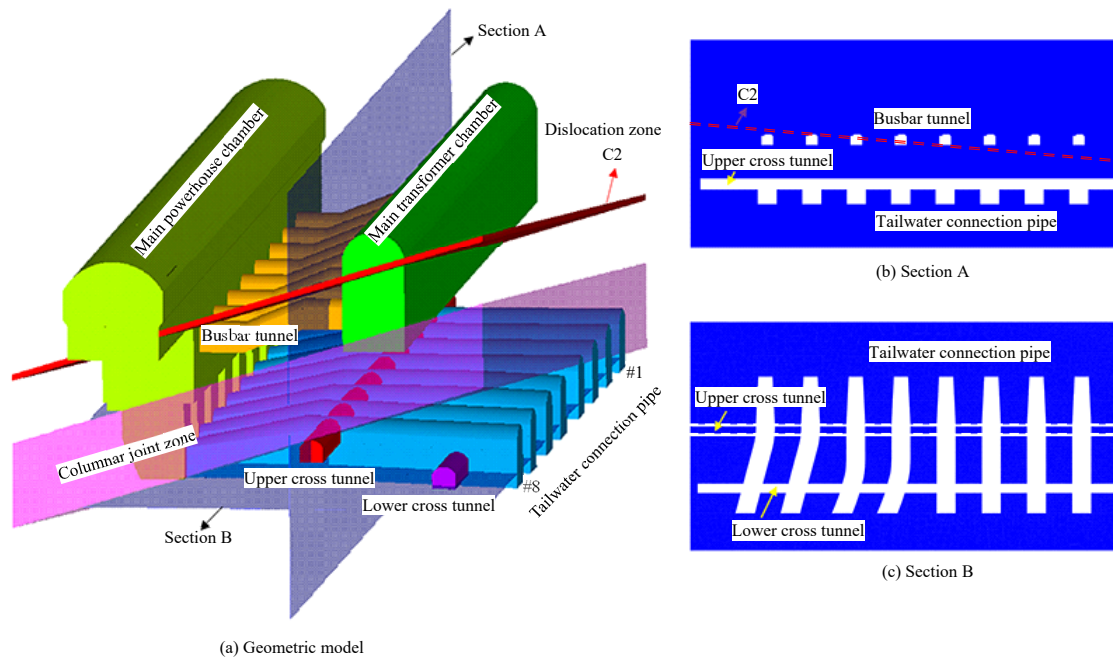 Section A
Main powerhouse chamber
Main transformer chamber
Dislocation zone
C2
Busbar tunnel
#1
Columnar joint zone
Upper cross tunnel
Lower cross tunnel
#8
Tailwater connection pipe
Section B
(a) Geometric model
C2
Busbar tunnel
Upper cross tunnel
Tailwater connection pipe
(b) Section A
Tailwater connection pipe
Upper cross tunnel
Lower cross tunnel
(c) Section B